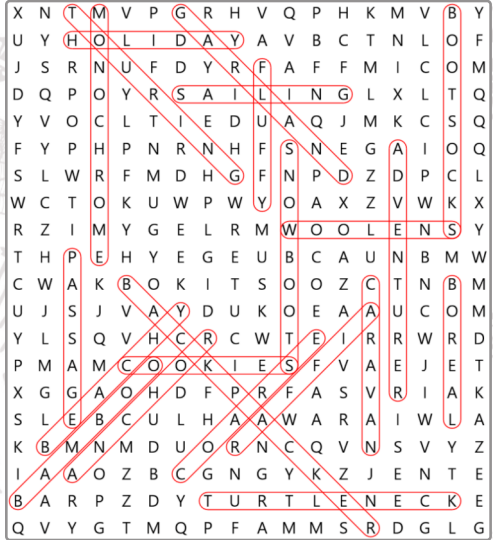 X N T M V P G R H V Q P H K M V B Y
U Y H O L I D A Y A V B C T N L O F
J S R N U F D Y R F A F F M I C O M
D Q P O Y R S A I L I N G L X L T Q
Y V O C L T I E D U A Q J M K C S Q
F Y P H P N R N H F S N E G A I O Q
S L W R F M D H G F N P D Z D P C L
W C T O K U W P W Y O A X Z V W K X
R Z I M Y G E L R M W O O L E N S Y
T H P E H Y E G E U B C A U N B M W
C W A K B O K I T S O O Z C T N B M
U J S J V A Y D U K O E A A U C O M
Y L S Q V H C R C W T E I R R W R D
P M A M C O O K I E S F V A E J E T
X G G A O H D F P R F A S V R I A K
S L E B C U L H A A W A R A I W L A
K B M N M D U O R N C Q V N S V Y Z
I A A O Z B C G N G Y K Z J E N T E
B A R P Z D Y T U R T L E N E C K E
Q V Y G T M Q P F A M M S R D G L G